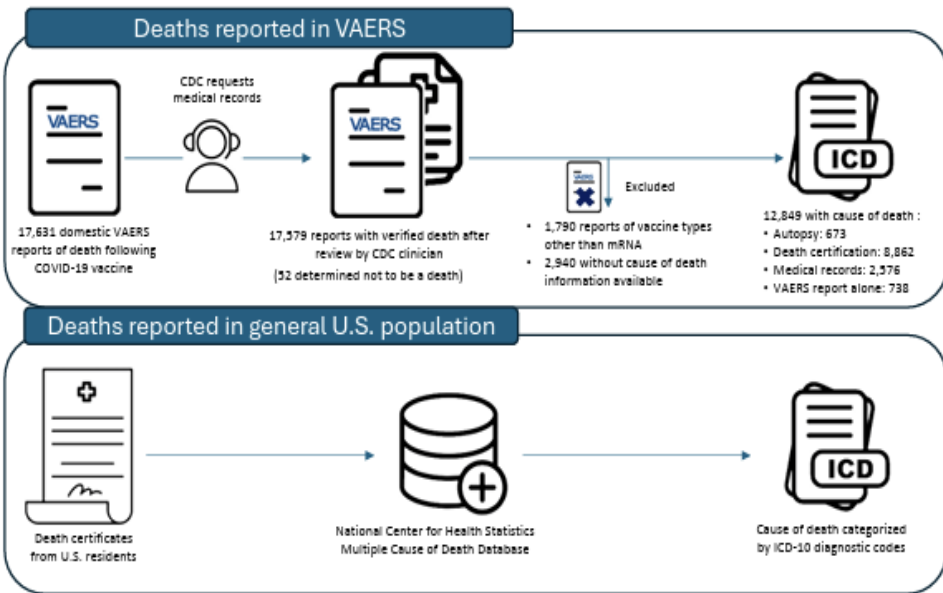 Deaths reported in VAERS
CDC requests
medical records
VAERS
VAERS
VAERS
ICD
17,631 domestic VAERS
reports of death following
COVID-19 vaccine
17,579 reports with verified death after
review by CDC clinician
(52 determined not to be a death)
Excluded
• 1,790 reports of vaccine types
other than mRNA
• 2,940 without cause of death
information available
12,849 with cause of death :
• Autopsy: 673
• Death certification: 8,862
• Medical records: 2,576
• VAERS report alone: 738
Deaths reported in general U.S. population
ICD
Death certificates
from U.S. residents
National Center for Health Statistics
Multiple Cause of Death Database
Cause of death categorized
by ICD-10 diagnostic codes